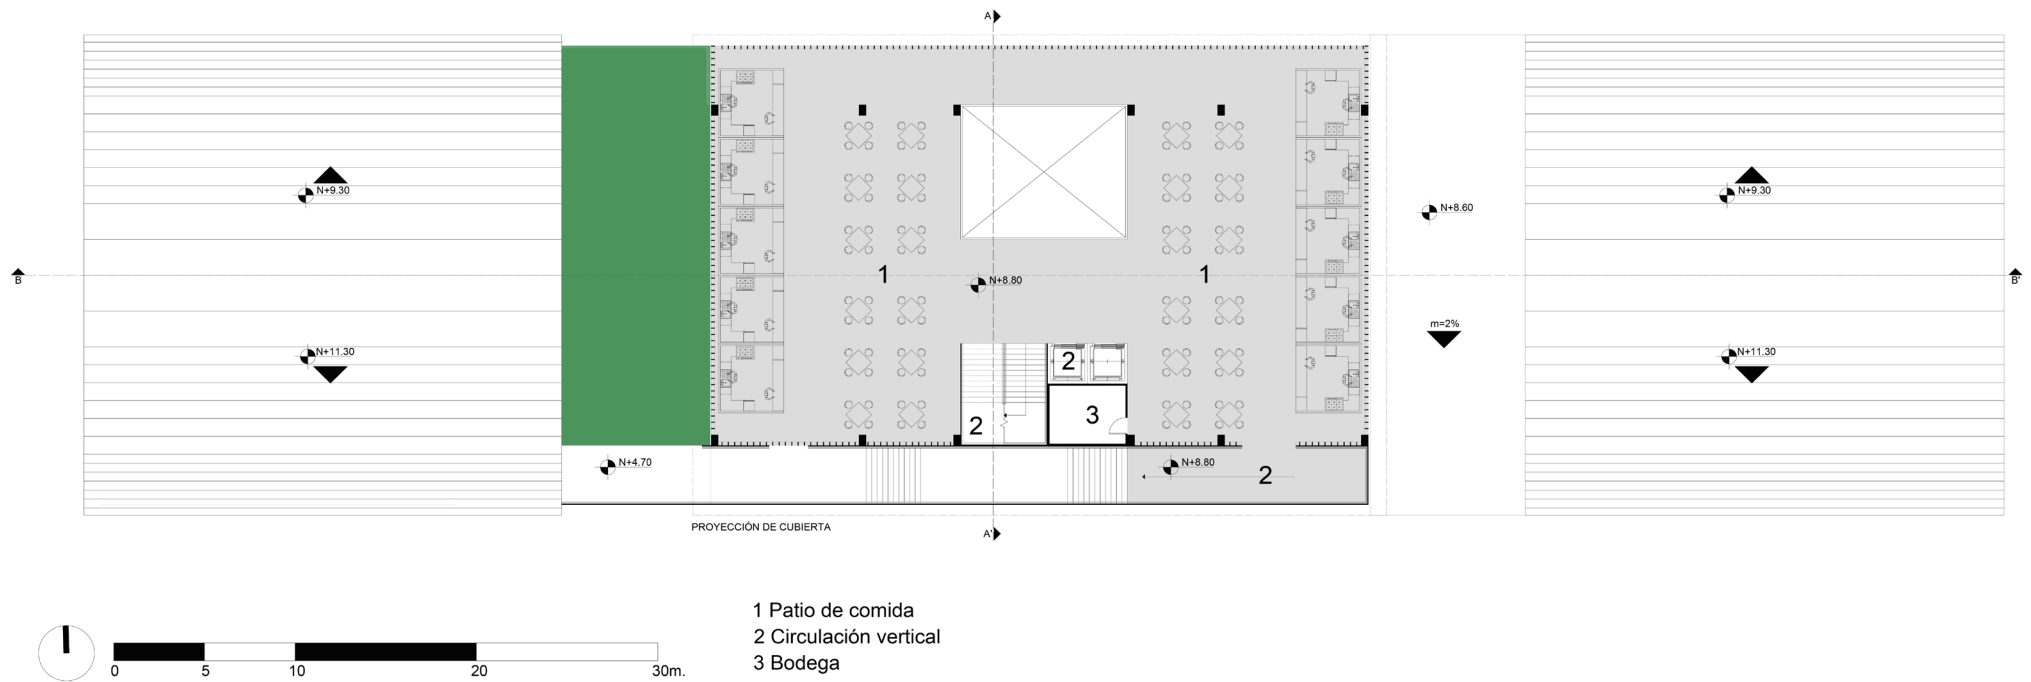 A
N+9.30
N+9.30
N+8.60
B
1
N+8.80
1
B'
m=2%
N+11.30
2
N+11.30
3
2
N+4.70
N+8.80
2
PROYECCIÓN DE CUBIERTA
A'
1 Patio de comida
2 Circulación vertical
3 Bodega
0 5 10 20 30m.